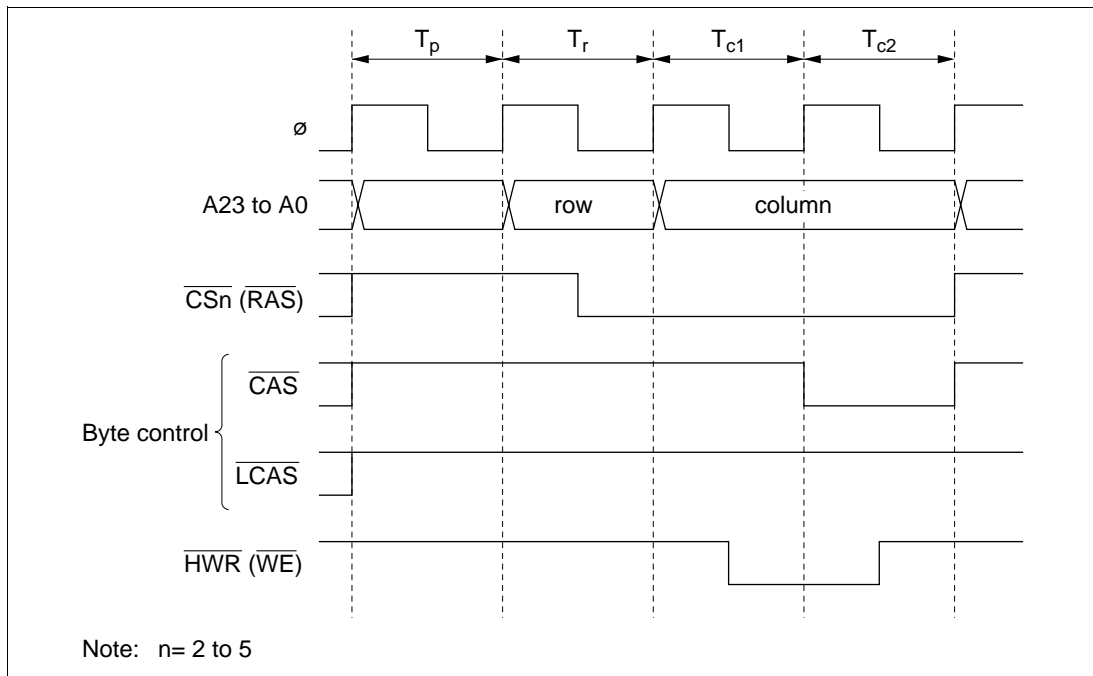 Tp Tr Tc1 Tc2
ø
A23 to A0 row column
CSn (RAS)
CAS
Byte control
LCAS
HWR (WE)
Note: n= 2 to 5